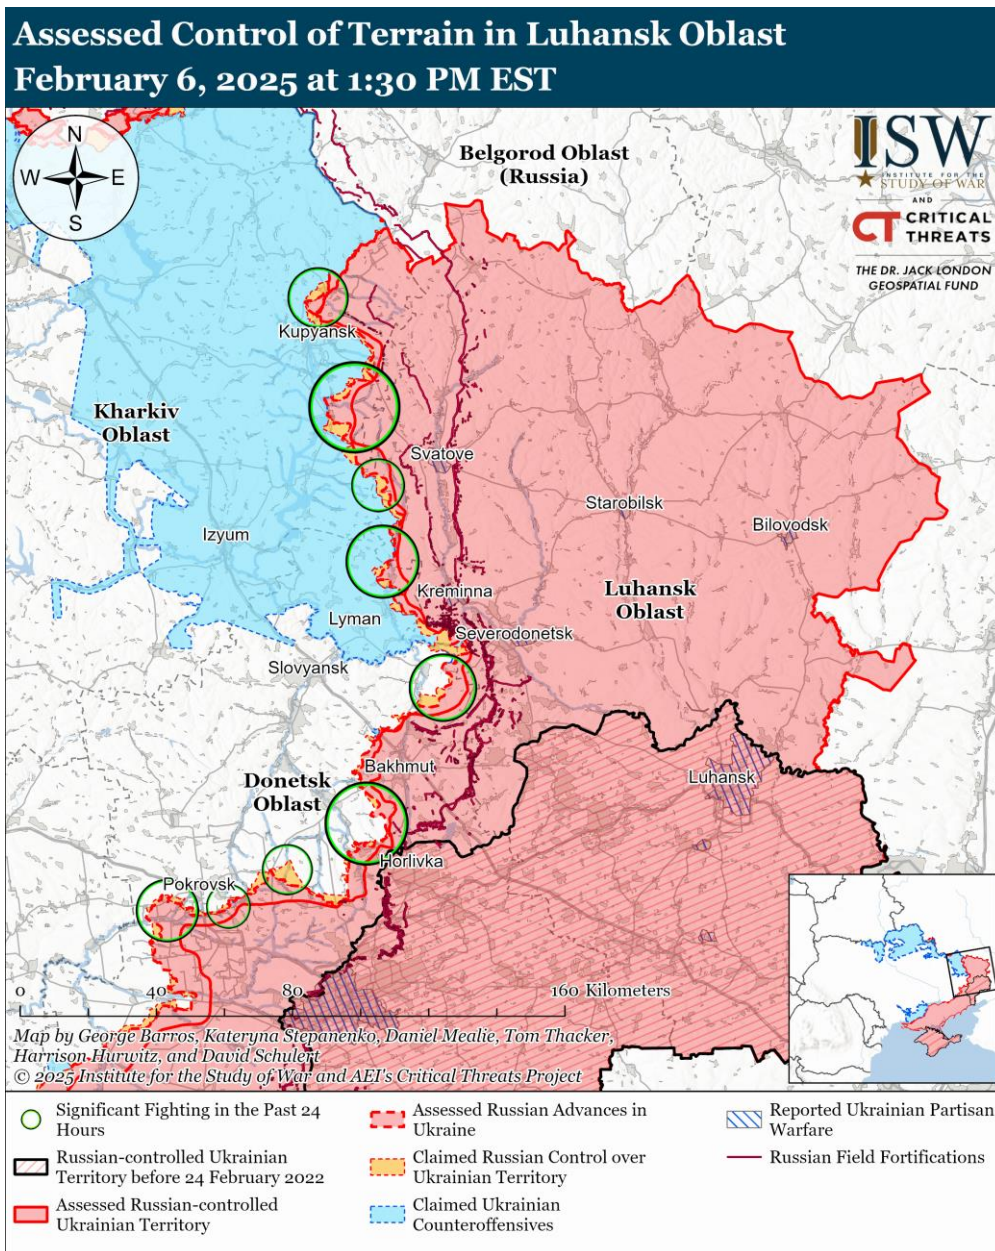 Assessed Control of Terrain in Luhansk Oblast
February 6, 2025 at 1:30 PM EST
N
W
E
S
Belgorod Oblast
(Russia)
ISW
INSTITUTE FOR THE
STUDY OF WAR
AND
CT CRITICAL
THREATS
THE DR. JACK LONDON
GEOSPATIAL FUND
Kupyansk
Kharkiv
Oblast
Svatove
Starobilsk
Bilovodsk
Izyum
Kreminna
Luhansk
Oblast
Lyman
Severodonetsk
Slovyansk
Bakhmut
Luhansk
Donetsk
Oblast
Horlivka
Pokrovsk
0
40
80
160 Kilometers
Map by George Barros, Kateryna Stepanenko, Daniel Mealie, Tom Thacker,
Harrison Hurwitz, and David Schulert
© 2025 Institute for the Study of War and AEI's Critical Threats Project
Significant Fighting in the Past 24
Hours
Russian-controlled Ukrainian
Territory before 24 February 2022
Assessed Russian-controlled
Ukrainian Territory
Assessed Russian Advances in
Ukraine
Claimed Russian Control over
Ukrainian Territory
Claimed Ukrainian
Counteroffensives
Reported Ukrainian Partisan
Warfare
Russian Field Fortifications